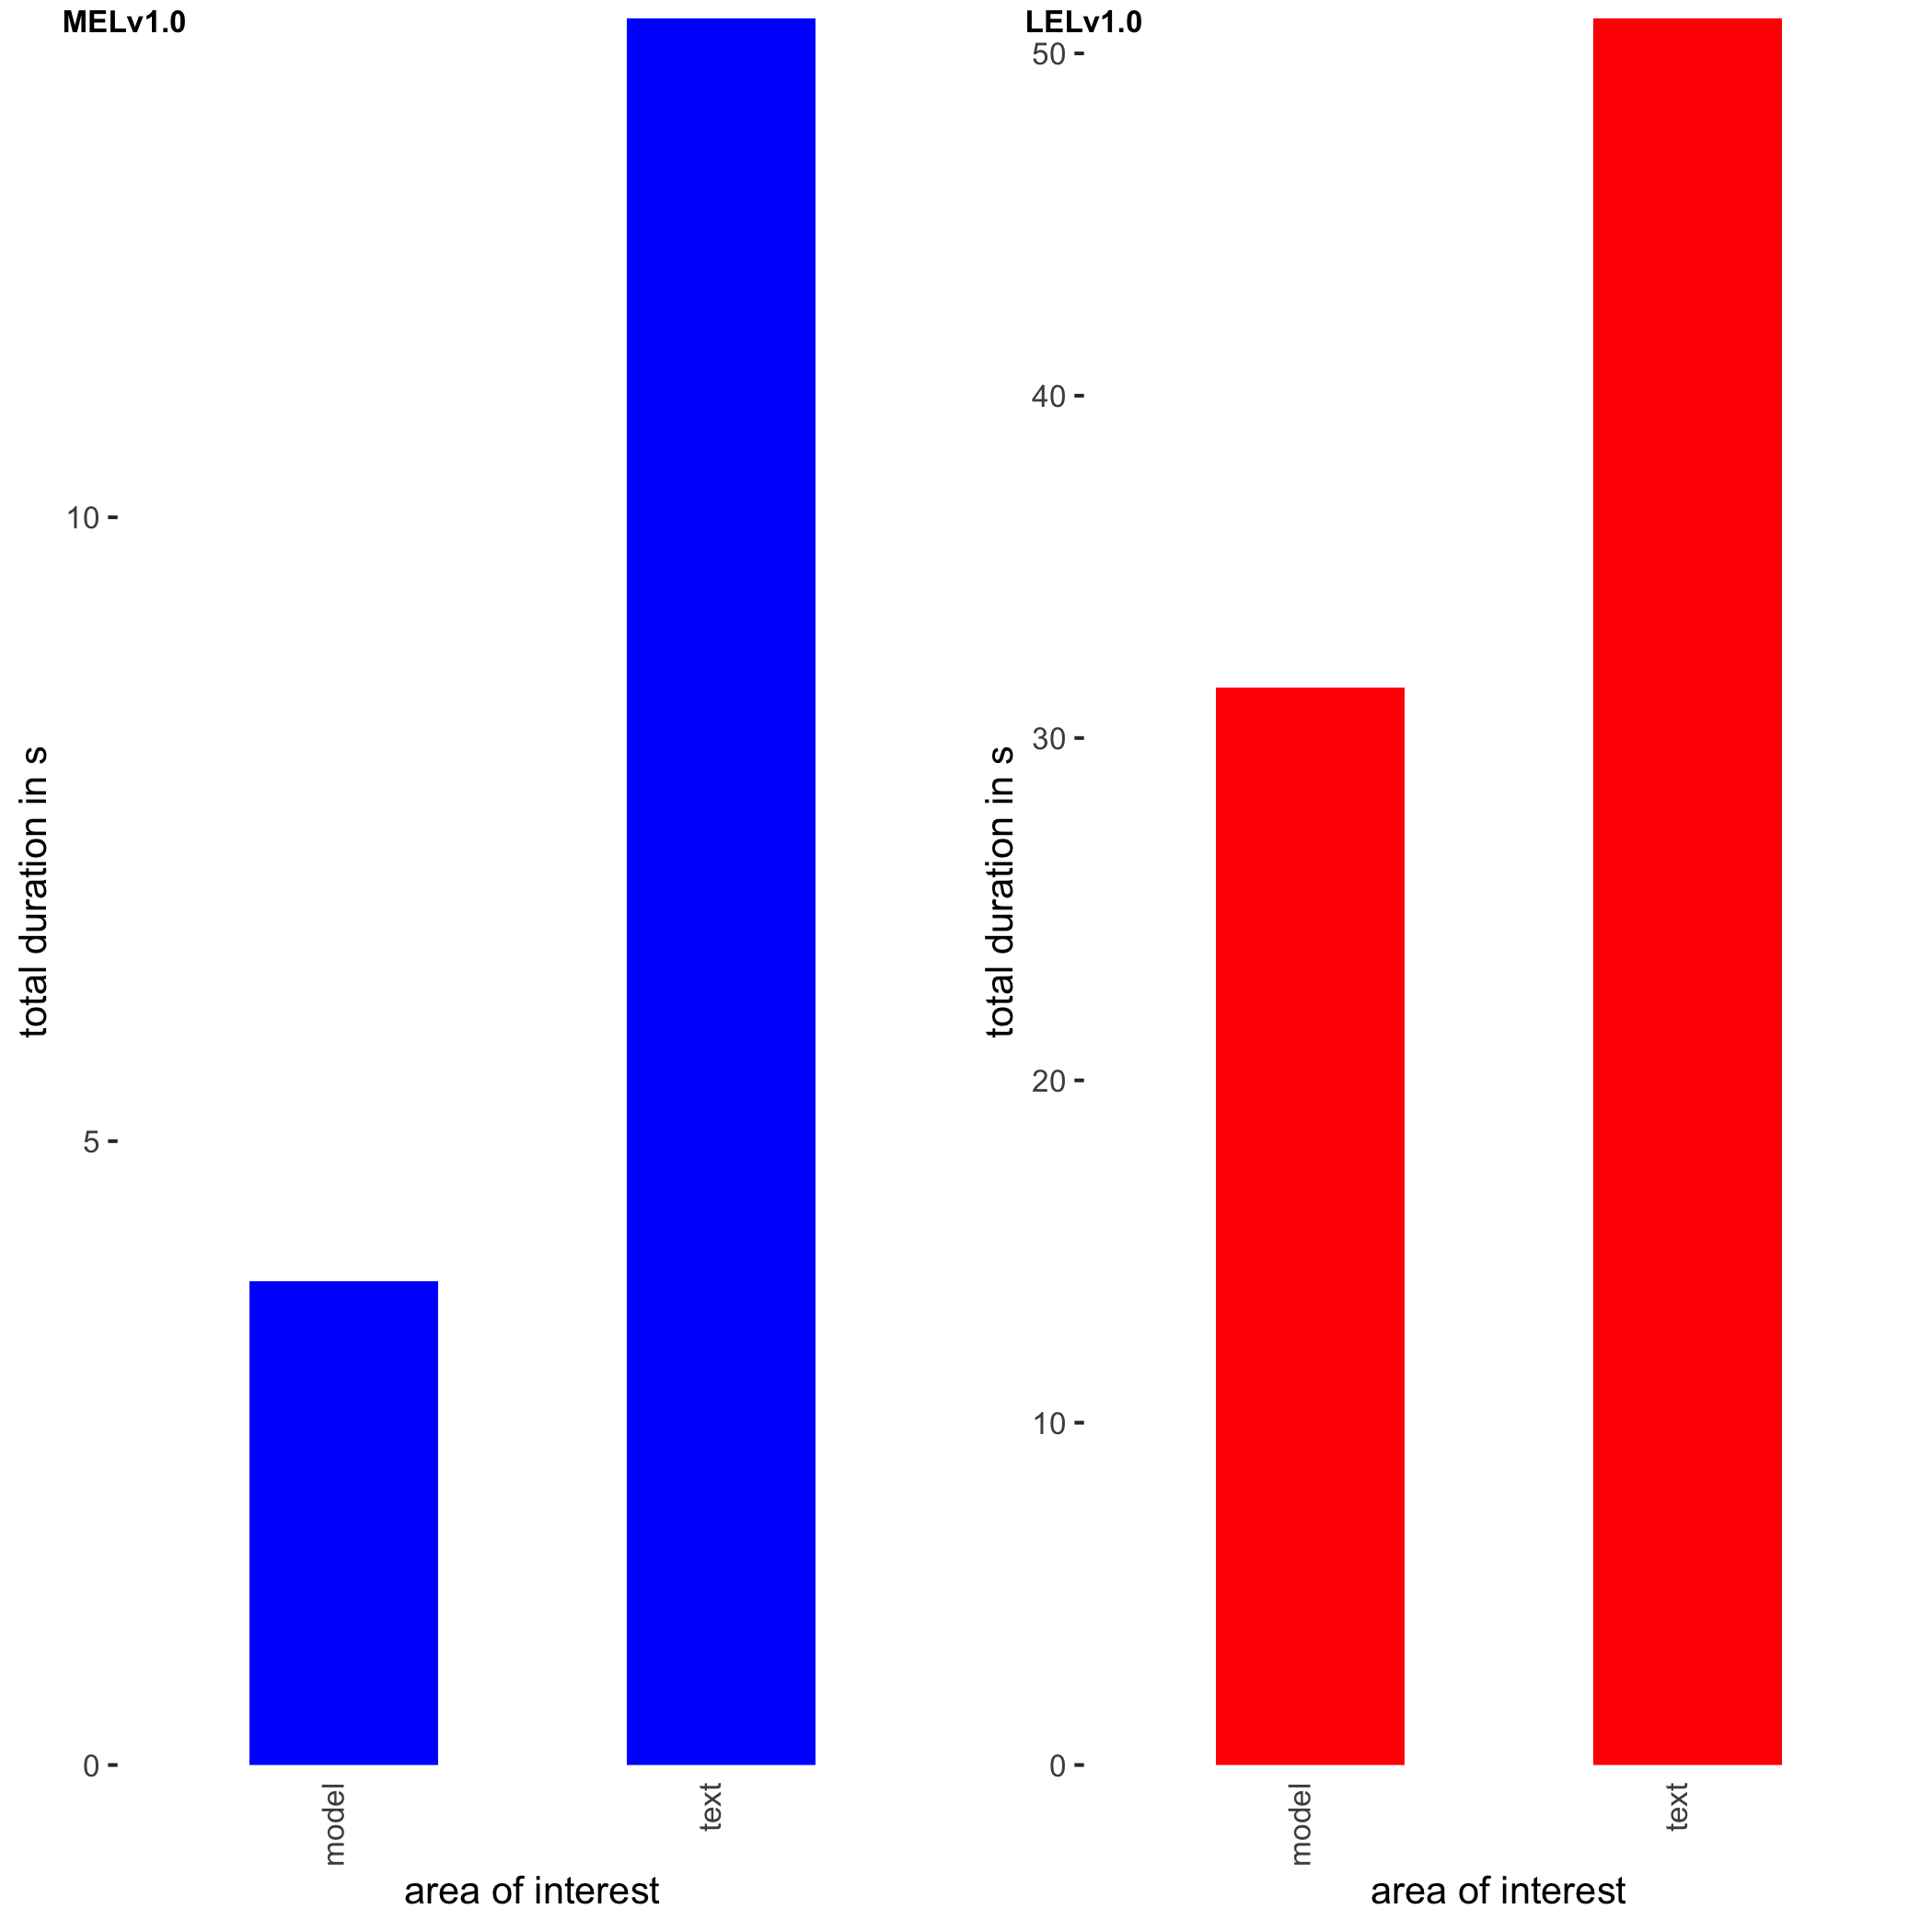 MELv1.0
10
5
0
total duration in s
model
text
area of interest
LELv1.0
50
40
30
20
10
0
total duration in s
model
text
area of interest